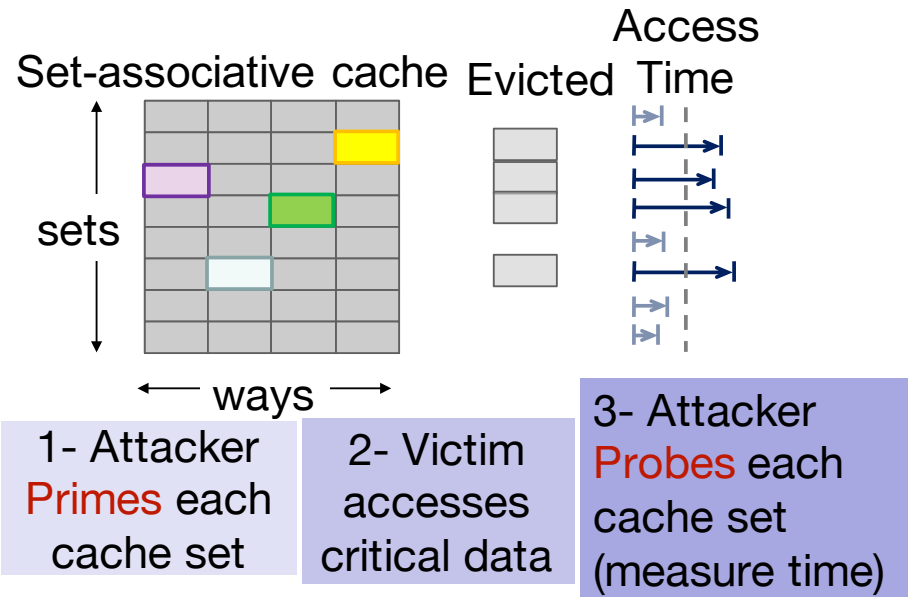 Set-associative cache
Evicted
Access
Time
sets
ways
1- Attacker
Primes each
cache set
2- Victim
accesses
critical data
3- Attacker
Probes each
cache set
(measure time)